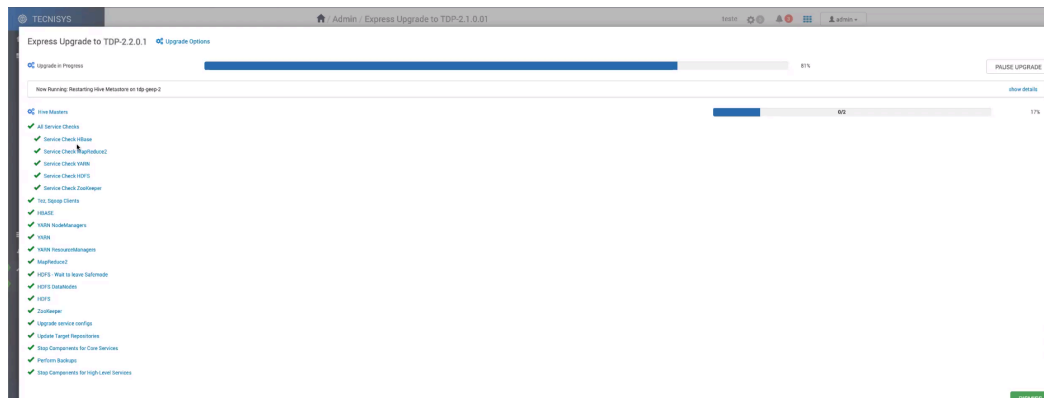 TECNISYS
/ Admin / Express Upgrade to TDP-2.1.0.01
teste
admin
Express Upgrade to TDP-2.2.0.1 Upgrade Options
Upgrade in Progress 81% PAUSE UPGRADE
Now Running: Restarting Hive Metastore on tdp-geep-2 show details
Hive Masters 0/2 17%
All Service Checks
Service Check HBase
Service Check MapReduce2
Service Check YARN
Service Check HDFS
Service Check ZooKeeper
Tez, Sqoop Clients
HBASE
YARN NodeManagers
YARN
YARN ResourceManagers
MapReduce2
HDFS - Wait to leave Safemode
HDFS DataNodes
HDFS
ZooKeeper
Upgrade service configs
Update Target Repositories
Stop Components for Core Services
Perform Backups
Stop Components for High-Level Services